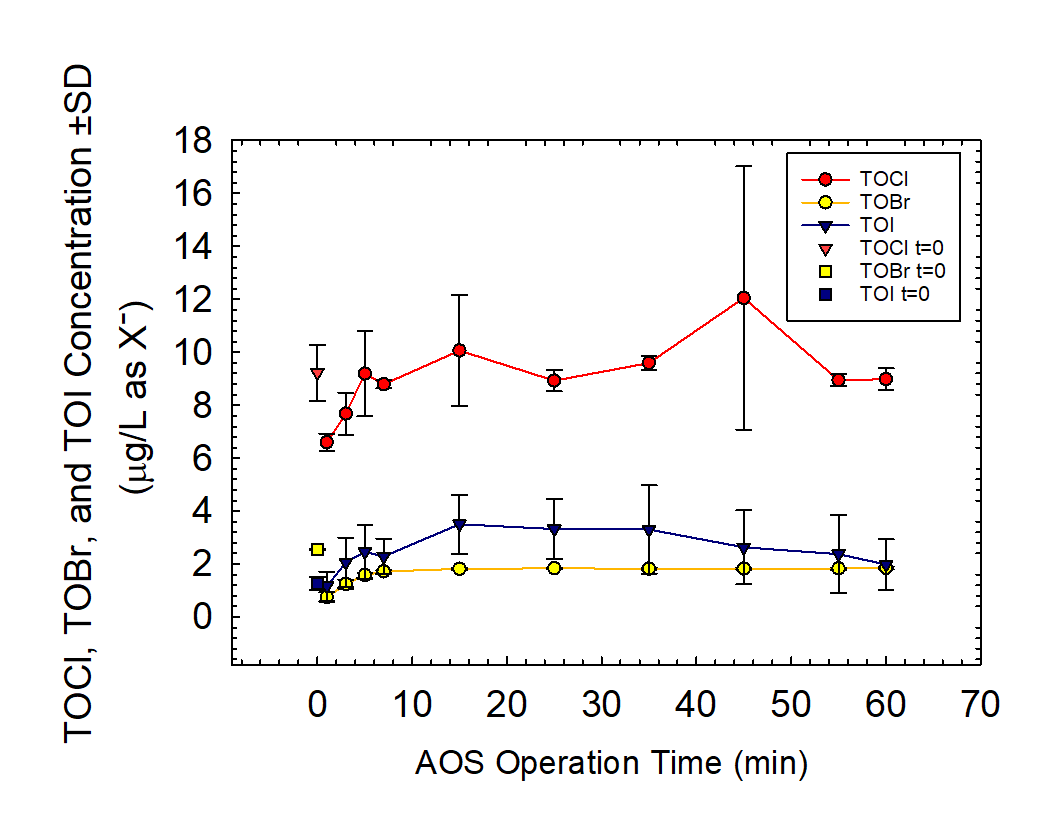 TOCl, TOBr, and TOI Concentration ±SD
(μg/L as X⁻)
18
16
14
12
10
8
6
4
2
0
TOCl
TOBr
TOI
TOCl t=0
TOBr t=0
TOI t=0
0 10 20 30 40 50 60 70
AOS Operation Time (min)